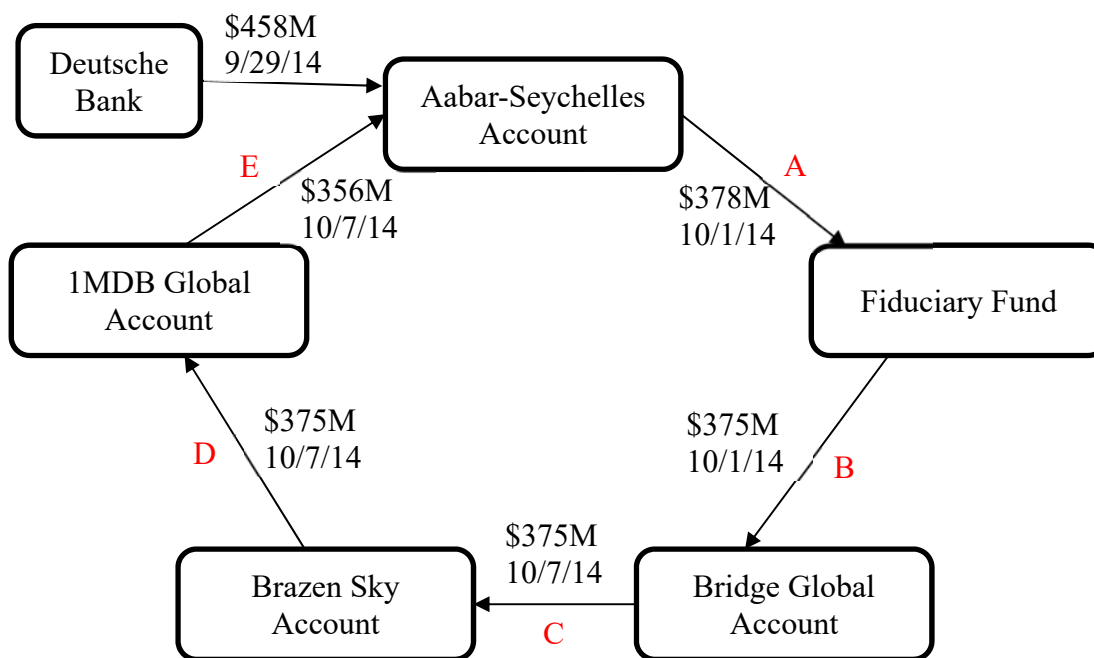 $458M
9/29/14
Deutsche
Bank
Aabar-Seychelles
Account
E
A
$356M
10/7/14
$378M
10/1/14
1MDB Global
Account
Fiduciary Fund
$375M
10/7/14
D
$375M
10/1/14
B
$375M
10/7/14
Brazen Sky
Account
C
Bridge Global
Account